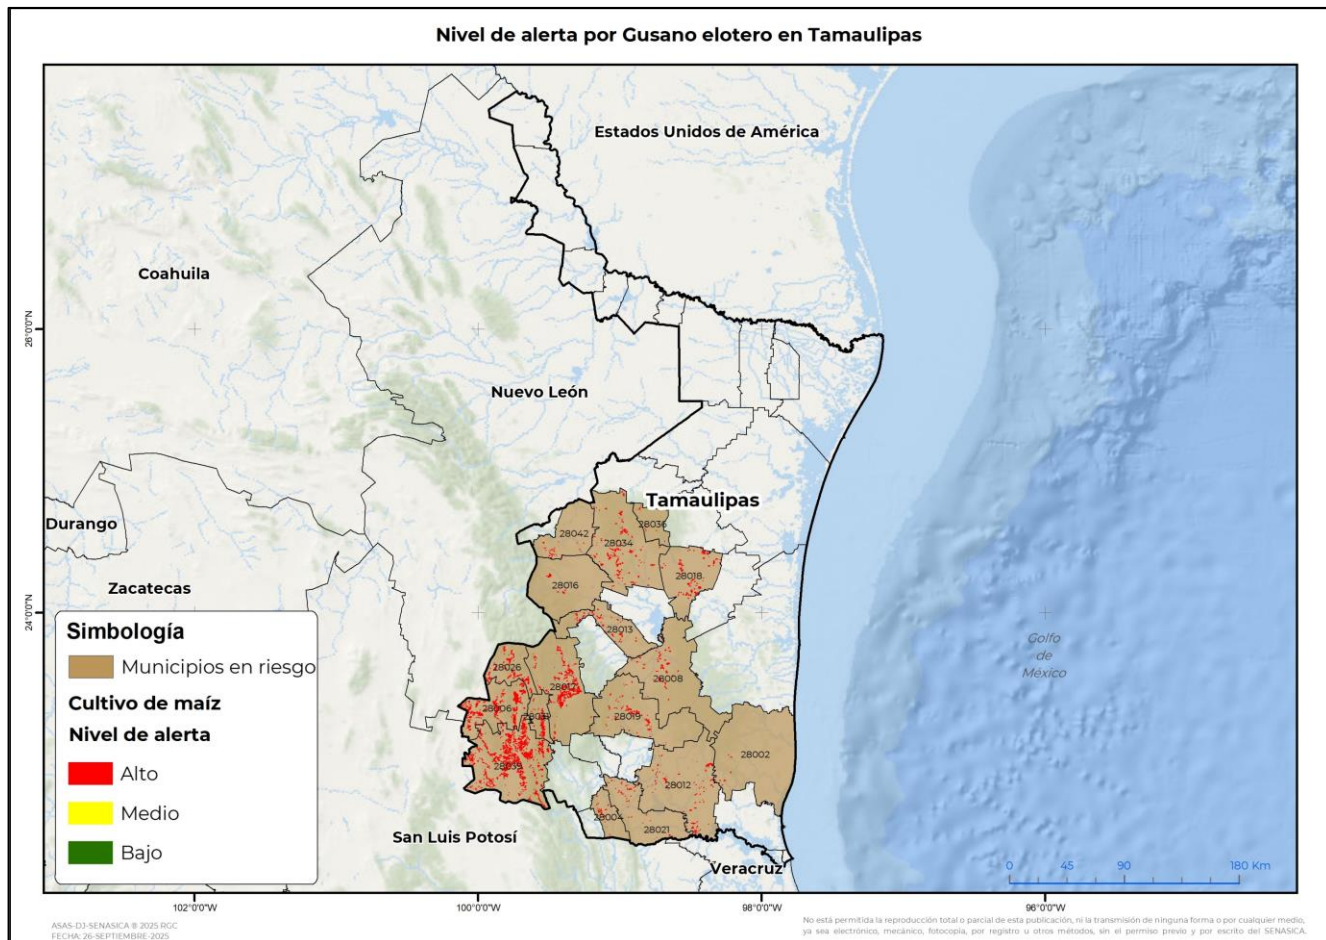 Nivel de alerta por Gusano elotero en Tamaulipas
Estados Unidos de América
Coahuila
26°0'0"N
Nuevo León
Tamaulipas
Durango
28036
28042
28034
28018
28016
Zacatecas
24°0'0"N
28013
Golfo
de
México
28026
28017
28008
28006
28019
28039
28002
28012
28004
28021
San Luis Potosí
Veracruz
Simbología
Municipios en riesgo
Cultivo de maíz
Nivel de alerta
Alto
Medio
Bajo
0 45 90 180 Km
102°0'0"W 100°0'0"W 98°0'0"W 96°0'0"W
ASAS-DJ-SENASICA ® 2025 RGC
FECHA: 26-SEPTIEMBRE-2025
No está permitida la reproducción total o parcial de esta publicación, ni la transmisión de ninguna forma o por cualquier medio,
ya sea electrónico, mecánico, fotocopia, por registro u otros métodos, sin el permiso previo y por escrito del SENASICA.